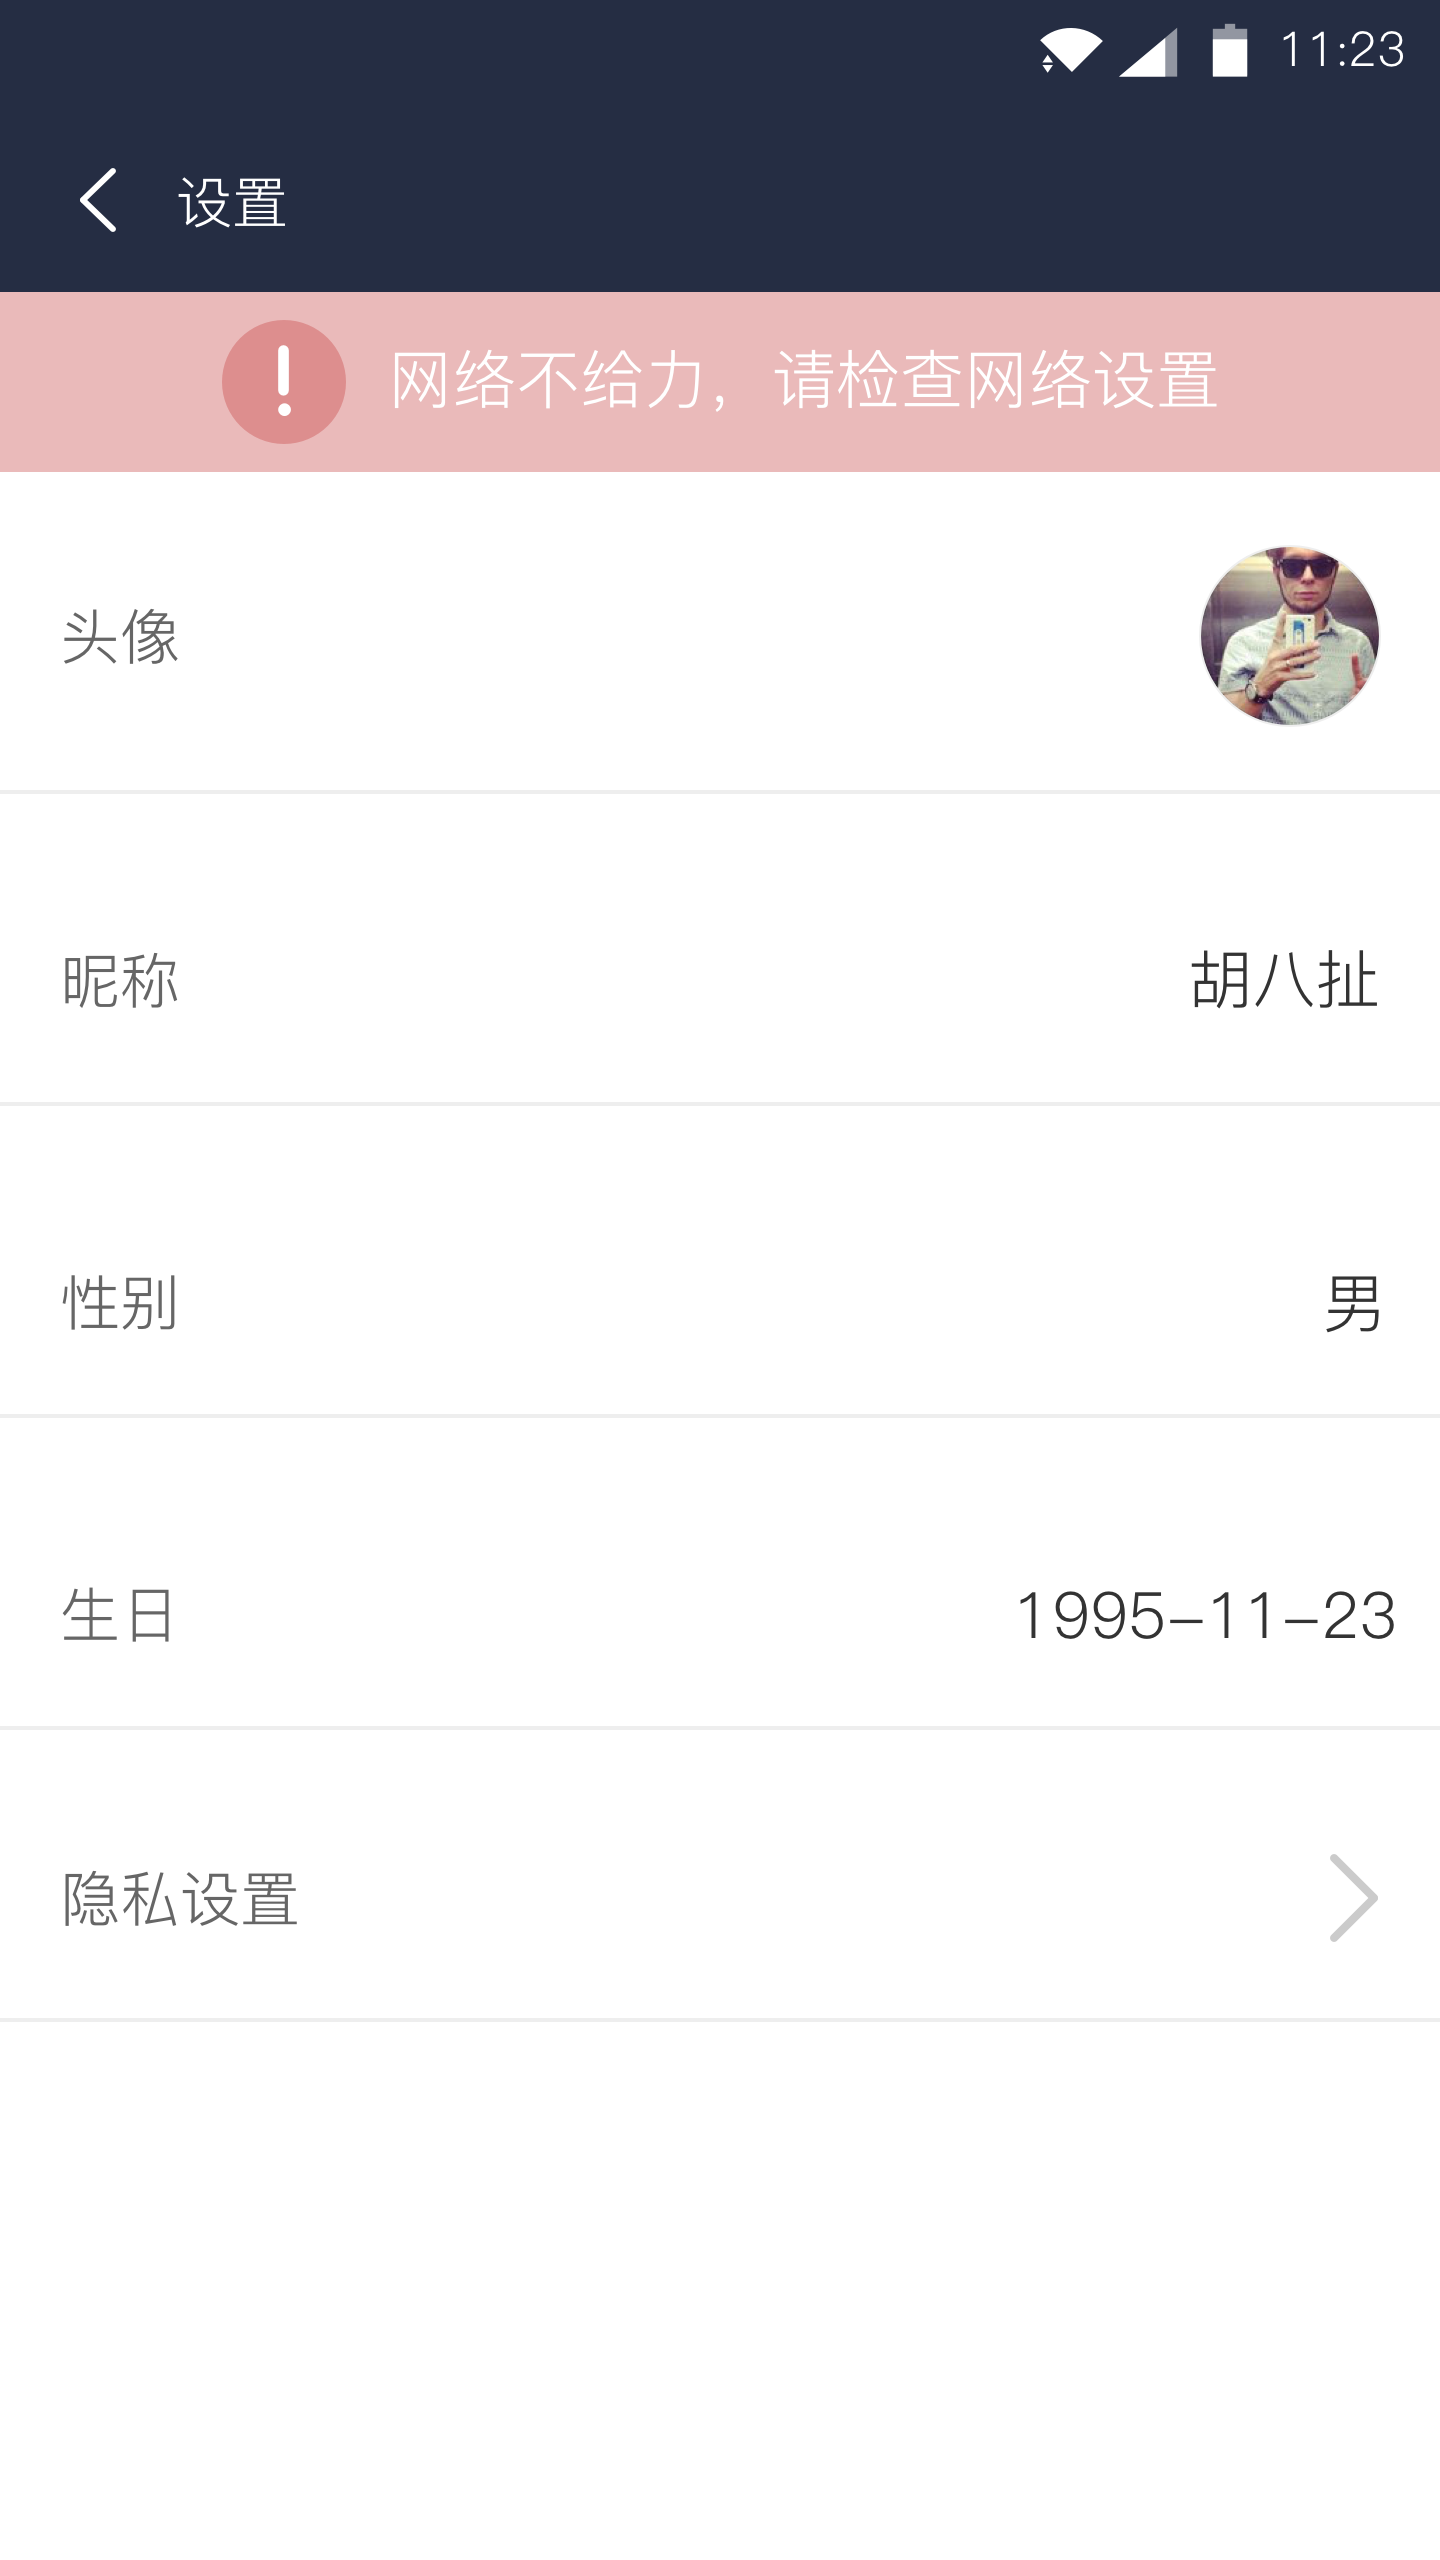 11:23
设置
网络不给力，请检查网络设置
头像
昵称 胡八扯
性别 男
生日 1995-11-23
隐私设置